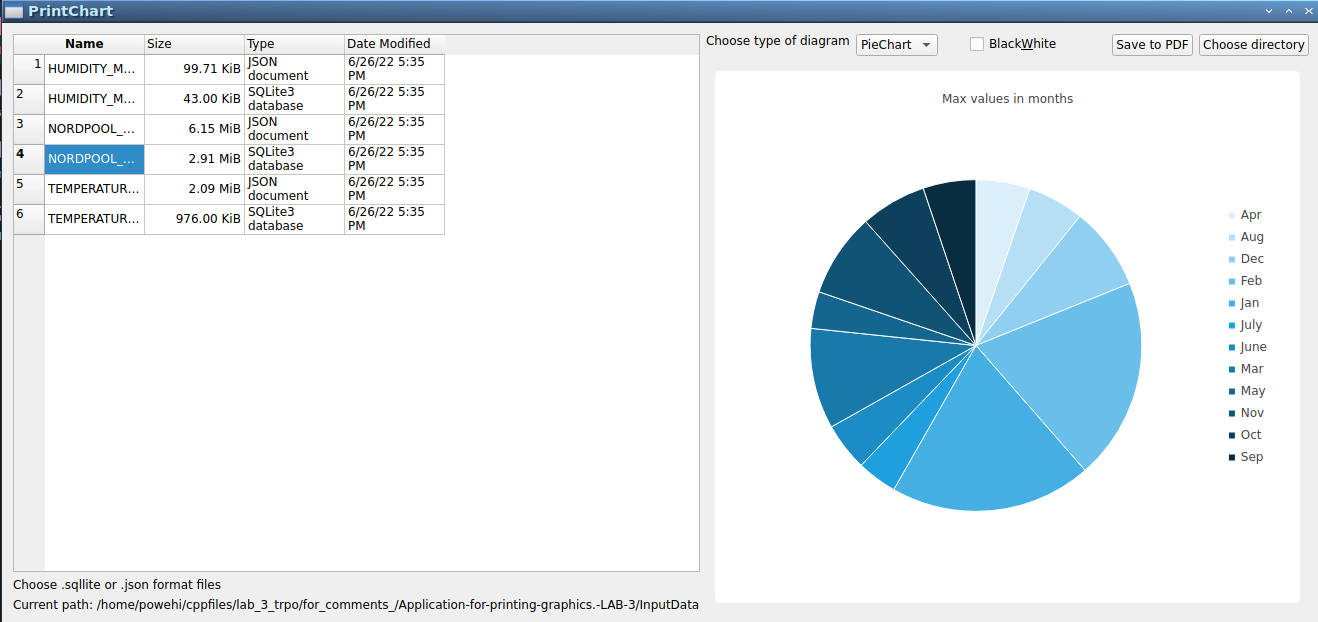 PrintChart
Name Size Type Date Modified
1 HUMIDITY_M... 99.71 KiB JSON document 6/26/22 5:35 PM
2 HUMIDITY_M... 43.00 KiB SQLite3 database 6/26/22 5:35 PM
3 NORDPOOL_... 6.15 MiB JSON document 6/26/22 5:35 PM
4 NORDPOOL_... 2.91 MiB SQLite3 database 6/26/22 5:35 PM
5 TEMPERATUR... 2.09 MiB JSON document 6/26/22 5:35 PM
6 TEMPERATUR... 976.00 KiB SQLite3 database 6/26/22 5:35 PM
Choose .sqllite or .json format files
Current path: /home/powehi/cppfiles/lab_3_trpo/for_comments_/Application-for-printing-graphics.-LAB-3/InputData
Choose type of diagram PieChart BlackWhite Save to PDF Choose directory
Max values in months
Apr
Aug
Dec
Feb
Jan
July
June
Mar
May
Nov
Oct
Sep